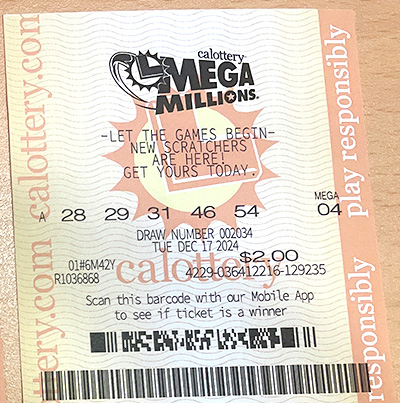 calottery
MEGA
MILLIONS
-LET THE GAMES BEGIN-
NEW SCRATCHERS
ARE HERE!
GET YOURS TODAY.
MEGA
A 28 29 31 46 54 04
DRAW NUMBER 002034
TUE DEC 17 2024
$2.00
01#6M42Y
R1036868
4229-036412216-129235
calottery
Scan this barcode with our Mobile App
to see if ticket is a winner
calottery.com
ttery.com
play responsibly
responsibly